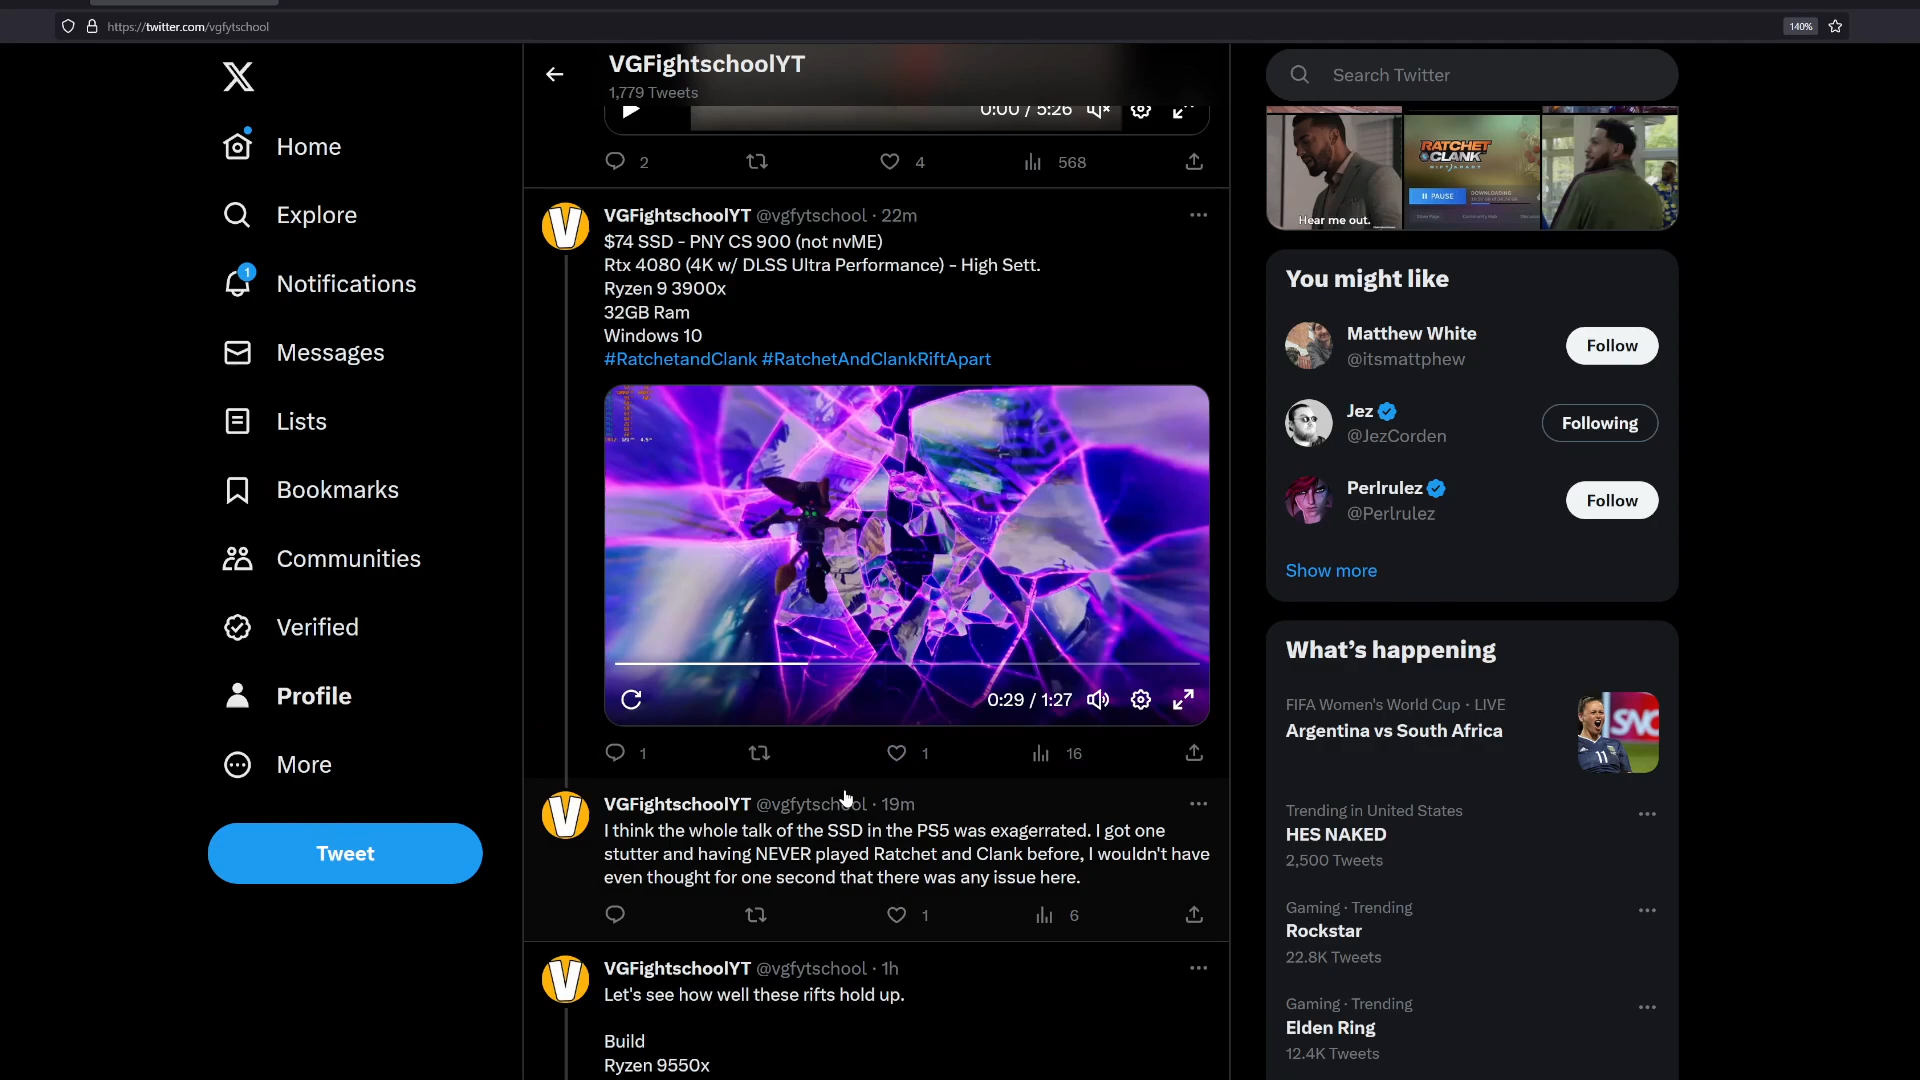 https://twitter.com/vgfytschool
140%
Home
Explore
1
Notifications
Messages
Lists
Bookmarks
Communities
Verified
Profile
More
Tweet
VGFightschoolYT
1,779 Tweets
0:00 / 5:26
2
4
568
VGFightschoolYT @vgfytschool · 22m
$74 SSD - PNY CS 900 (not nvME)
Rtx 4080 (4K w/ DLSS Ultra Performance) - High Sett.
Ryzen 9 3900x
32GB Ram
Windows 10
#RatchetandClank #RatchetAndClankRiftApart
0:29 / 1:27
1
1
16
VGFightschoolYT @vgfytschool · 19m
I think the whole talk of the SSD in the PS5 was exagerrated. I got one
stutter and having NEVER played Ratchet and Clank before, I wouldn't have
even thought for one second that there was any issue here.
1
6
VGFightschoolYT @vgfytschool · 1h
Let's see how well these rifts hold up.
Build
Ryzen 9550x
Search Twitter
Hear me out.
RATCHET
CLANK
PAUSE
DOWNLOADING
You might like
Matthew White
@itsmattphew
Follow
Jez
@JezCorden
Following
Perlrulez
@Perlrulez
Follow
Show more
What's happening
FIFA Women's World Cup · LIVE
Argentina vs South Africa
Trending in United States
HES NAKED
2,500 Tweets
Gaming · Trending
Rockstar
22.8K Tweets
Gaming · Trending
Elden Ring
12.4K Tweets